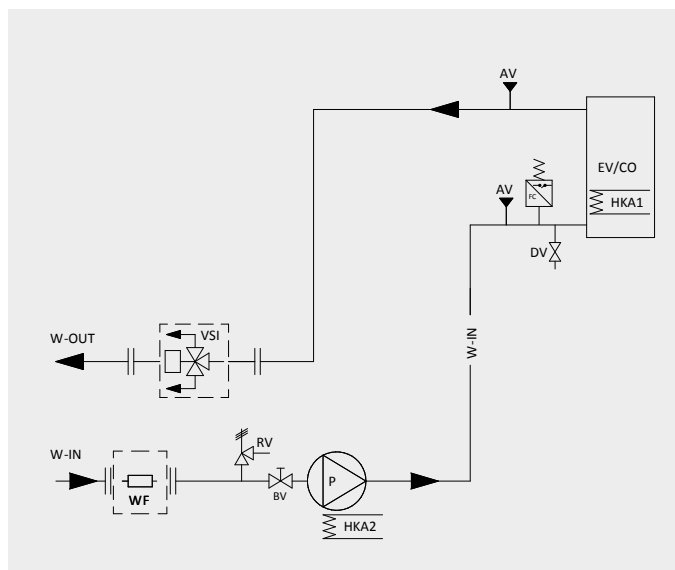 AV
EV/CO
FC
AV
HKA1
DV
W-IN
W-OUT
VSI
W-IN
WF
RV
BV
P
HKA2